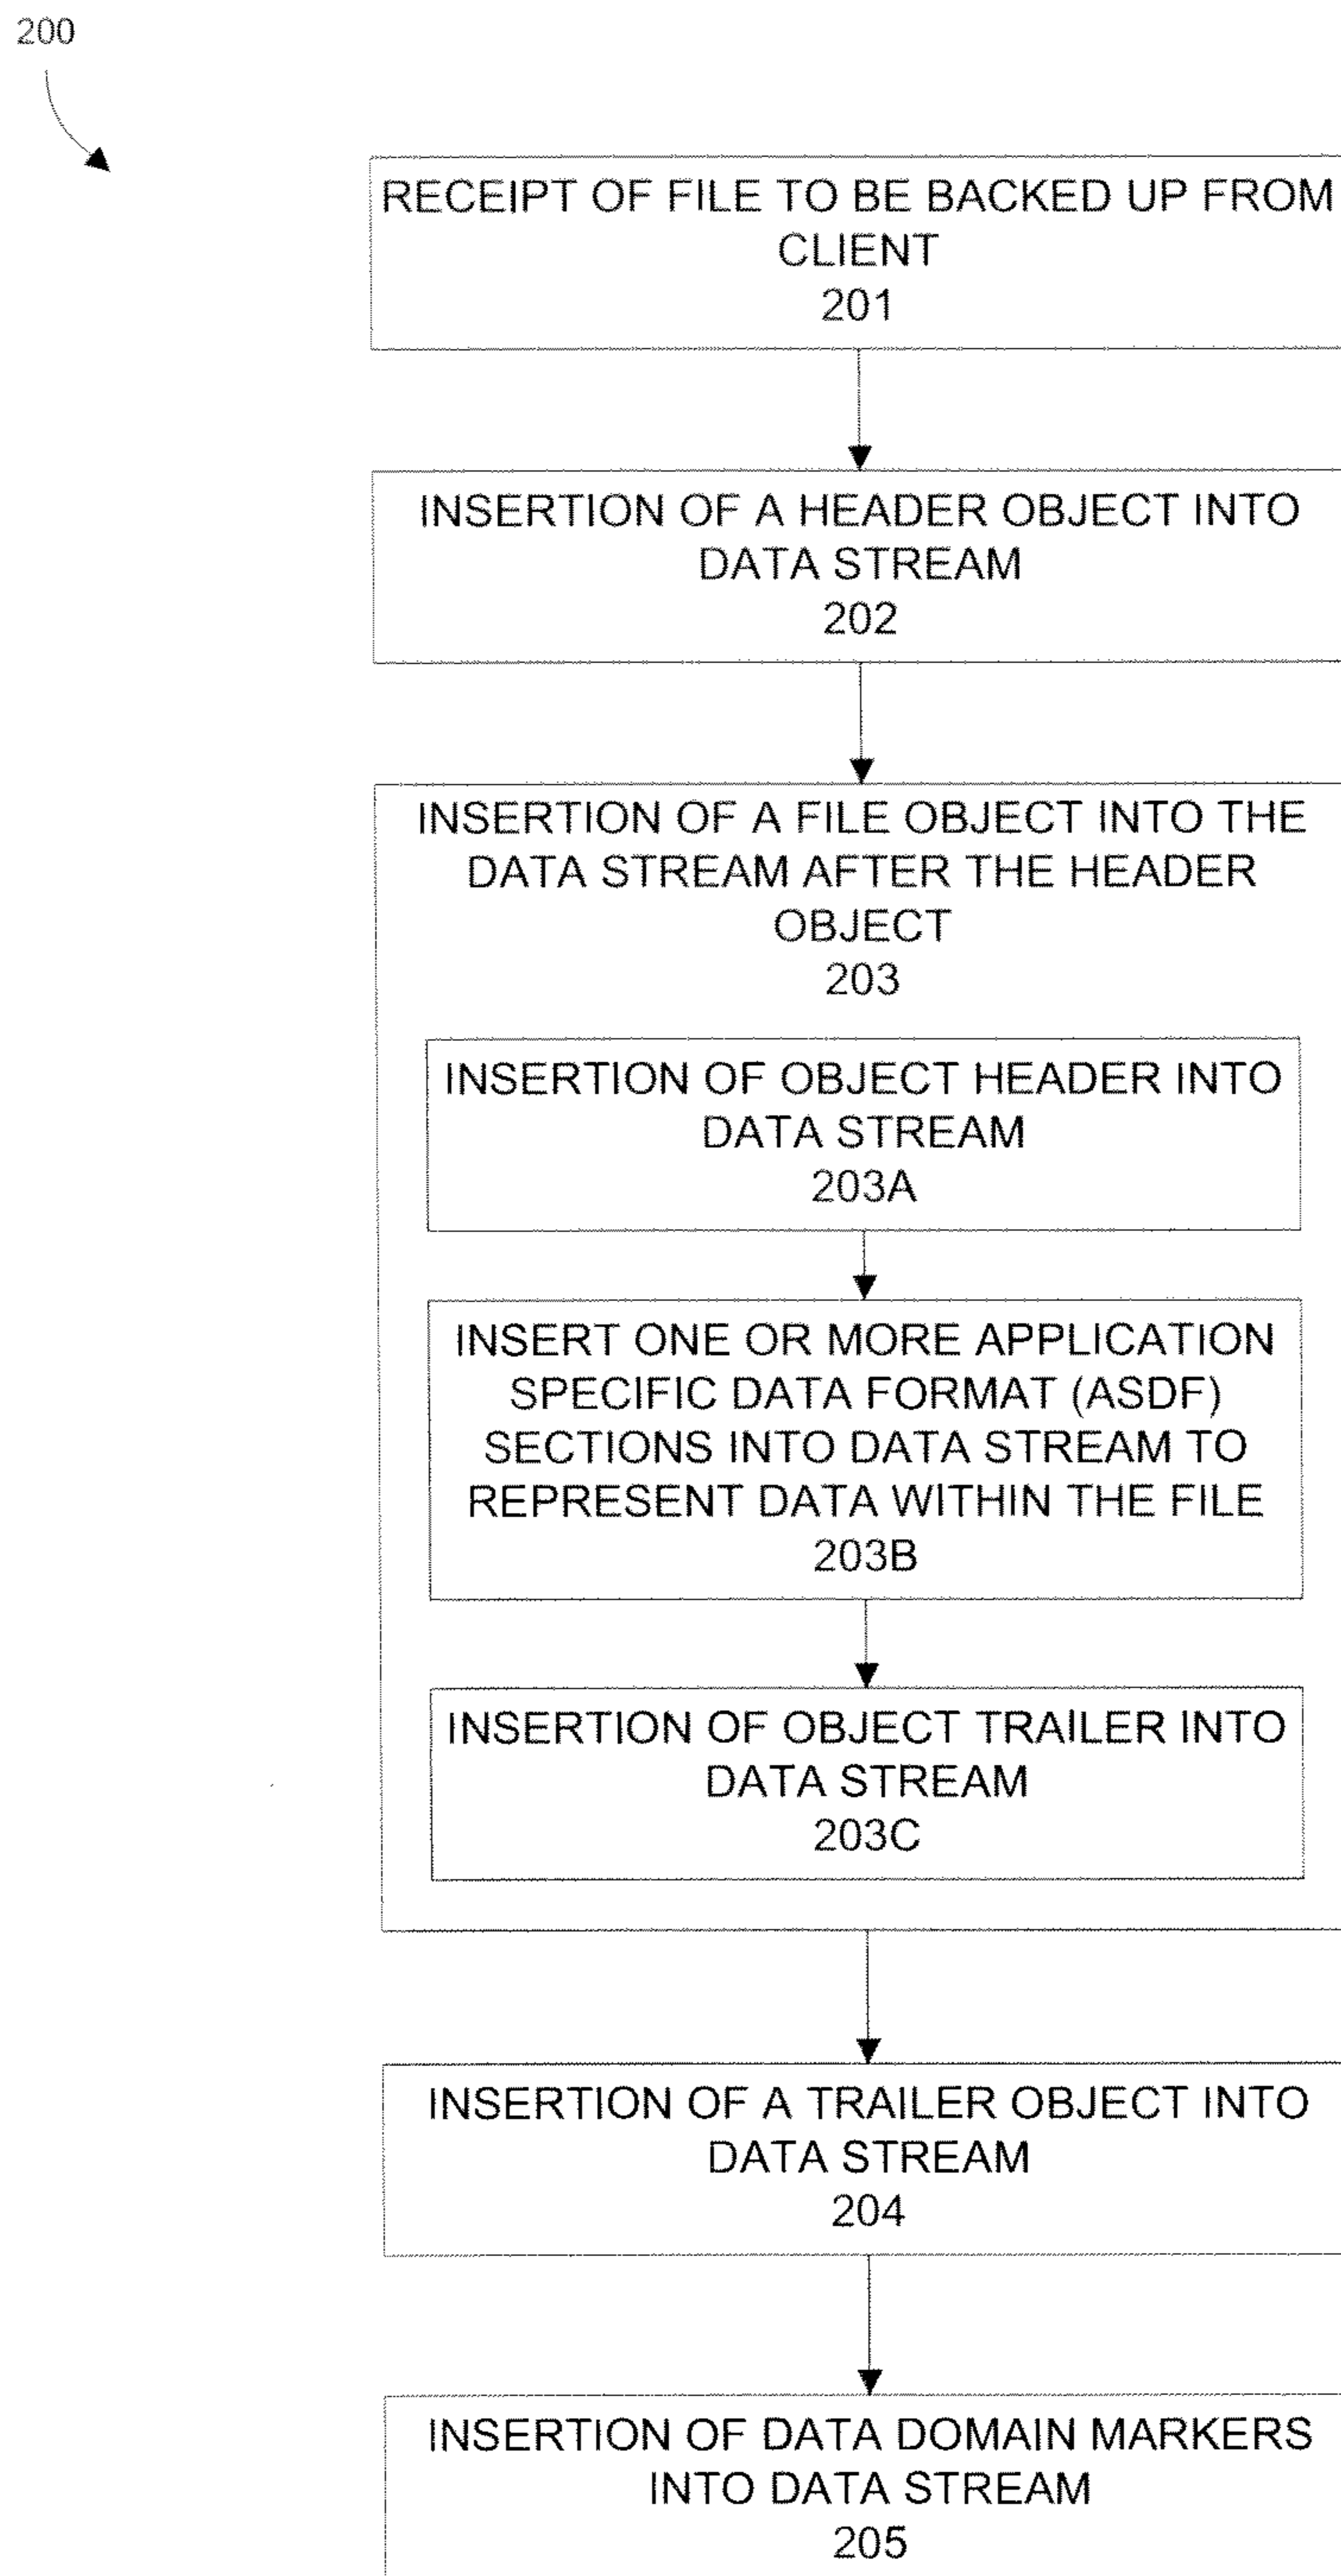 200
RECEIPT OF FILE TO BE BACKED UP FROM
CLIENT
201
INSERTION OF A HEADER OBJECT INTO
DATA STREAM
202
INSERTION OF A FILE OBJECT INTO THE
DATA STREAM AFTER THE HEADER
OBJECT
203
INSERTION OF OBJECT HEADER INTO
DATA STREAM
203A
INSERT ONE OR MORE APPLICATION
SPECIFIC DATA FORMAT (ASDF)
SECTIONS INTO DATA STREAM TO
REPRESENT DATA WITHIN THE FILE
203B
INSERTION OF OBJECT TRAILER INTO
DATA STREAM
203C
INSERTION OF A TRAILER OBJECT INTO
DATA STREAM
204
INSERTION OF DATA DOMAIN MARKERS
INTO DATA STREAM
205